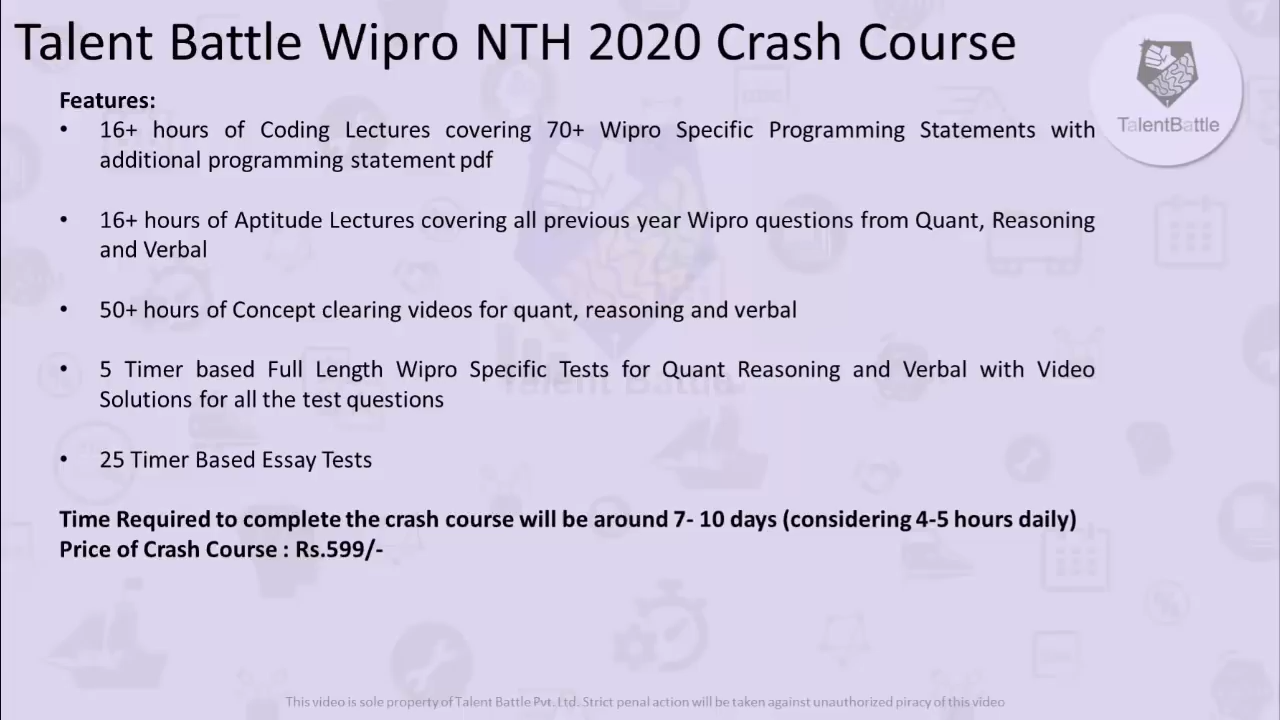 Talent Battle Wipro NTH 2020 Crash Course
TalentBattle
Features:
• 16+ hours of Coding Lectures covering 70+ Wipro Specific Programming Statements with
additional programming statement pdf
• 16+ hours of Aptitude Lectures covering all previous year Wipro questions from Quant, Reasoning
and Verbal
• 50+ hours of Concept clearing videos for quant, reasoning and verbal
• 5 Timer based Full Length Wipro Specific Tests for Quant Reasoning and Verbal with Video
Solutions for all the test questions
Talent Battle
• 25 Timer Based Essay Tests
Time Required to complete the crash course will be around 7- 10 days (considering 4-5 hours daily)
Price of Crash Course : Rs.599/-
This video is sole property of Talent Battle Pvt. Ltd. Strict penal action will be taken against unauthorized piracy of this video